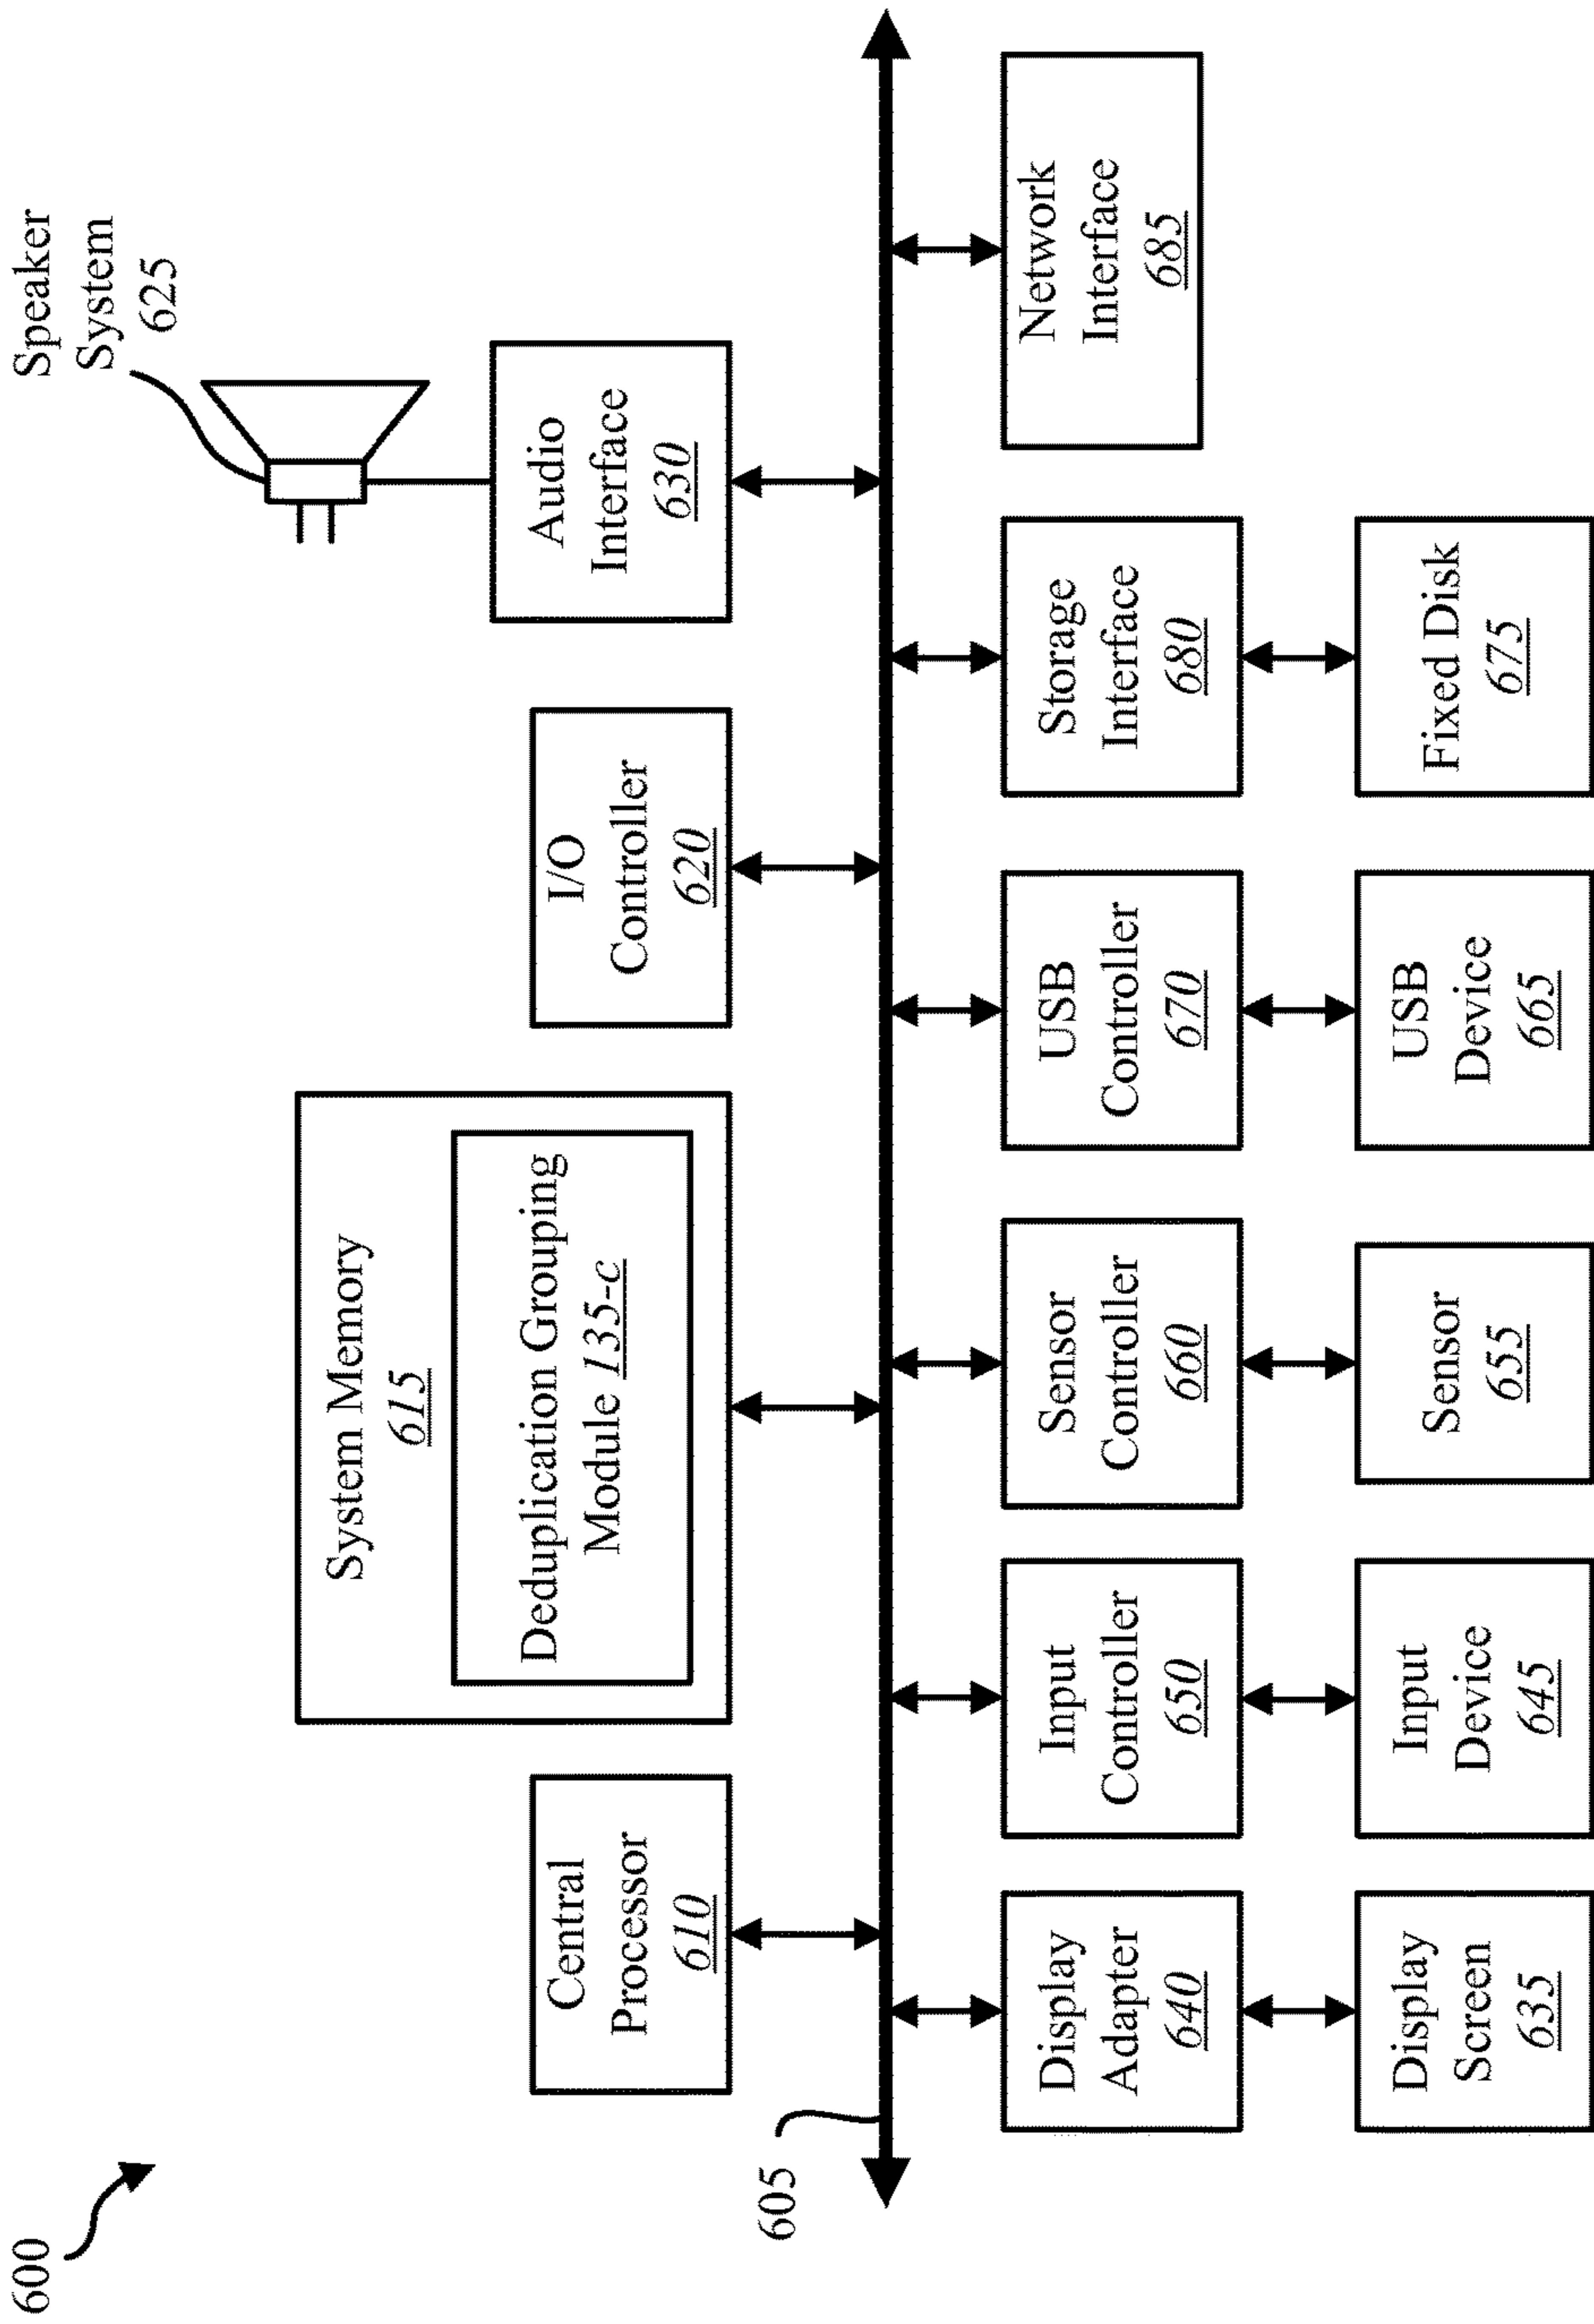 600
Speaker
System
625
System Memory
615
Deduplication Grouping
Module 135-c
Central
Processor
610
I/O
Controller
620
Audio
Interface
630
605
Display
Adapter
640
Input
Controller
650
Sensor
Controller
660
USB
Controller
670
Storage
Interface
680
Network
Interface
685
Display
Screen
635
Input
Device
645
Sensor
655
USB
Device
665
Fixed Disk
675